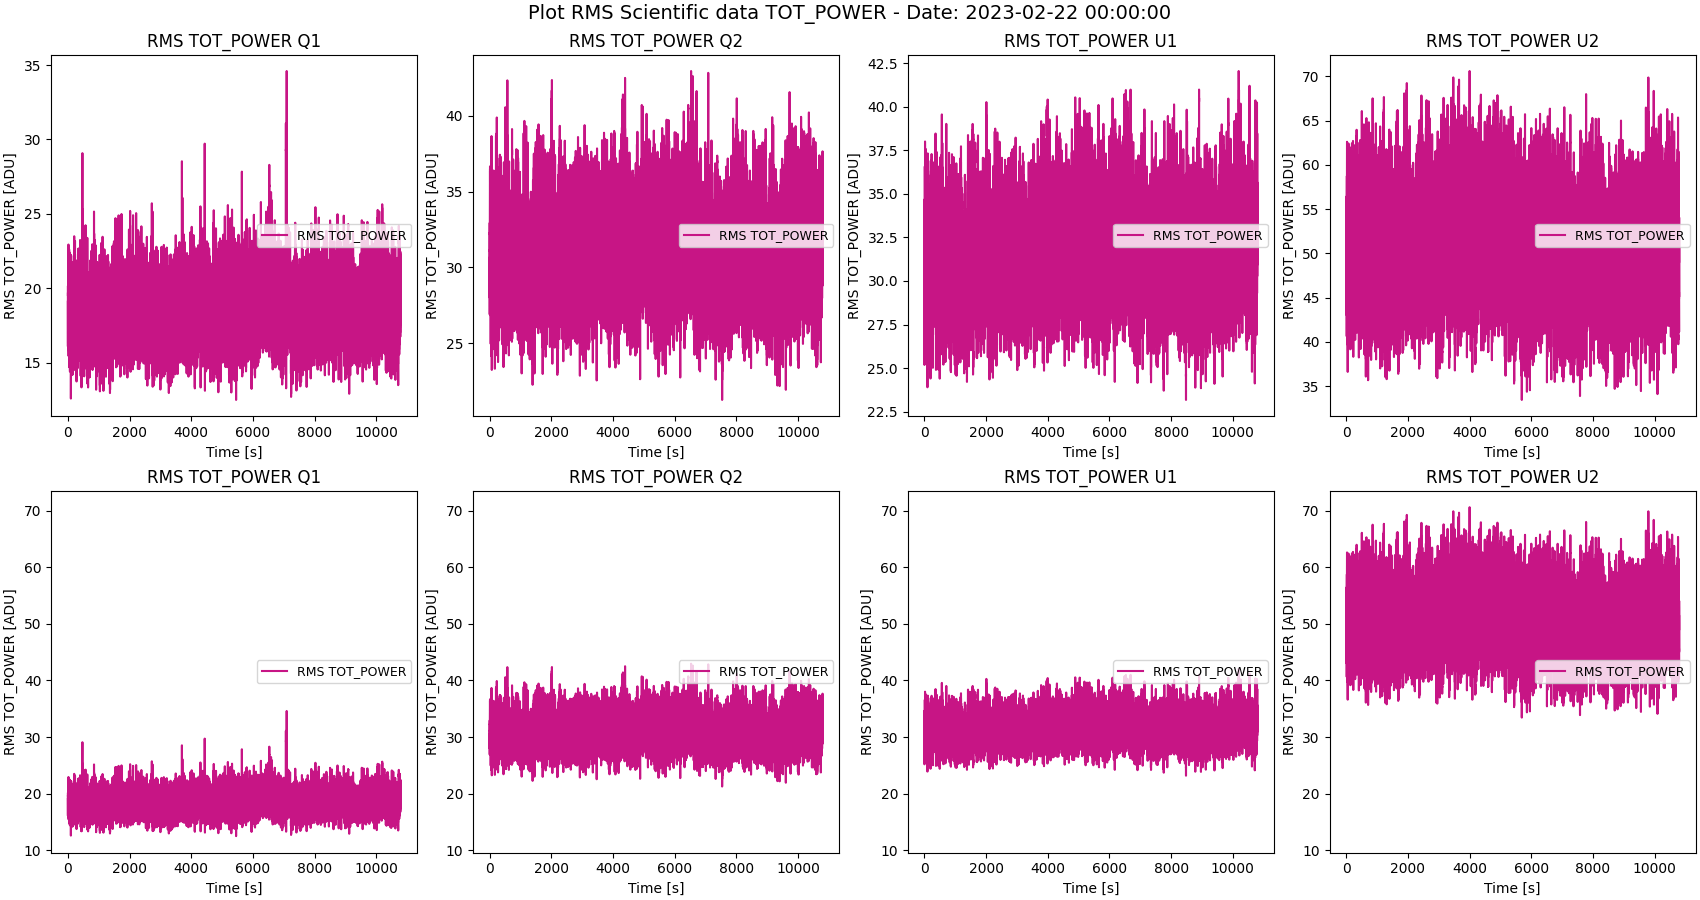 Plot RMS Scientific data TOT_POWER - Date: 2023-02-22 00:00:00
RMS TOT_POWER Q1
RMS TOT_POWER [ADU]
35
30
25
20
15
RMS TOT_POWER
0 2000 4000 6000 8000 10000
Time [s]
RMS TOT_POWER Q2
RMS TOT_POWER [ADU]
40
35
30
25
RMS TOT_POWER
0 2000 4000 6000 8000 10000
Time [s]
RMS TOT_POWER U1
RMS TOT_POWER [ADU]
42.5
40.0
37.5
35.0
32.5
30.0
27.5
25.0
22.5
RMS TOT_POWER
0 2000 4000 6000 8000 10000
Time [s]
RMS TOT_POWER U2
RMS TOT_POWER [ADU]
70
65
60
55
50
45
40
35
RMS TOT_POWER
0 2000 4000 6000 8000 10000
Time [s]
RMS TOT_POWER Q1
RMS TOT_POWER [ADU]
70
60
50
40
30
20
10
RMS TOT_POWER
0 2000 4000 6000 8000 10000
Time [s]
RMS TOT_POWER Q2
RMS TOT_POWER [ADU]
70
60
50
40
30
20
10
RMS TOT_POWER
0 2000 4000 6000 8000 10000
Time [s]
RMS TOT_POWER U1
RMS TOT_POWER [ADU]
70
60
50
40
30
20
10
RMS TOT_POWER
0 2000 4000 6000 8000 10000
Time [s]
RMS TOT_POWER U2
RMS TOT_POWER [ADU]
70
60
50
40
30
20
10
RMS TOT_POWER
0 2000 4000 6000 8000 10000
Time [s]